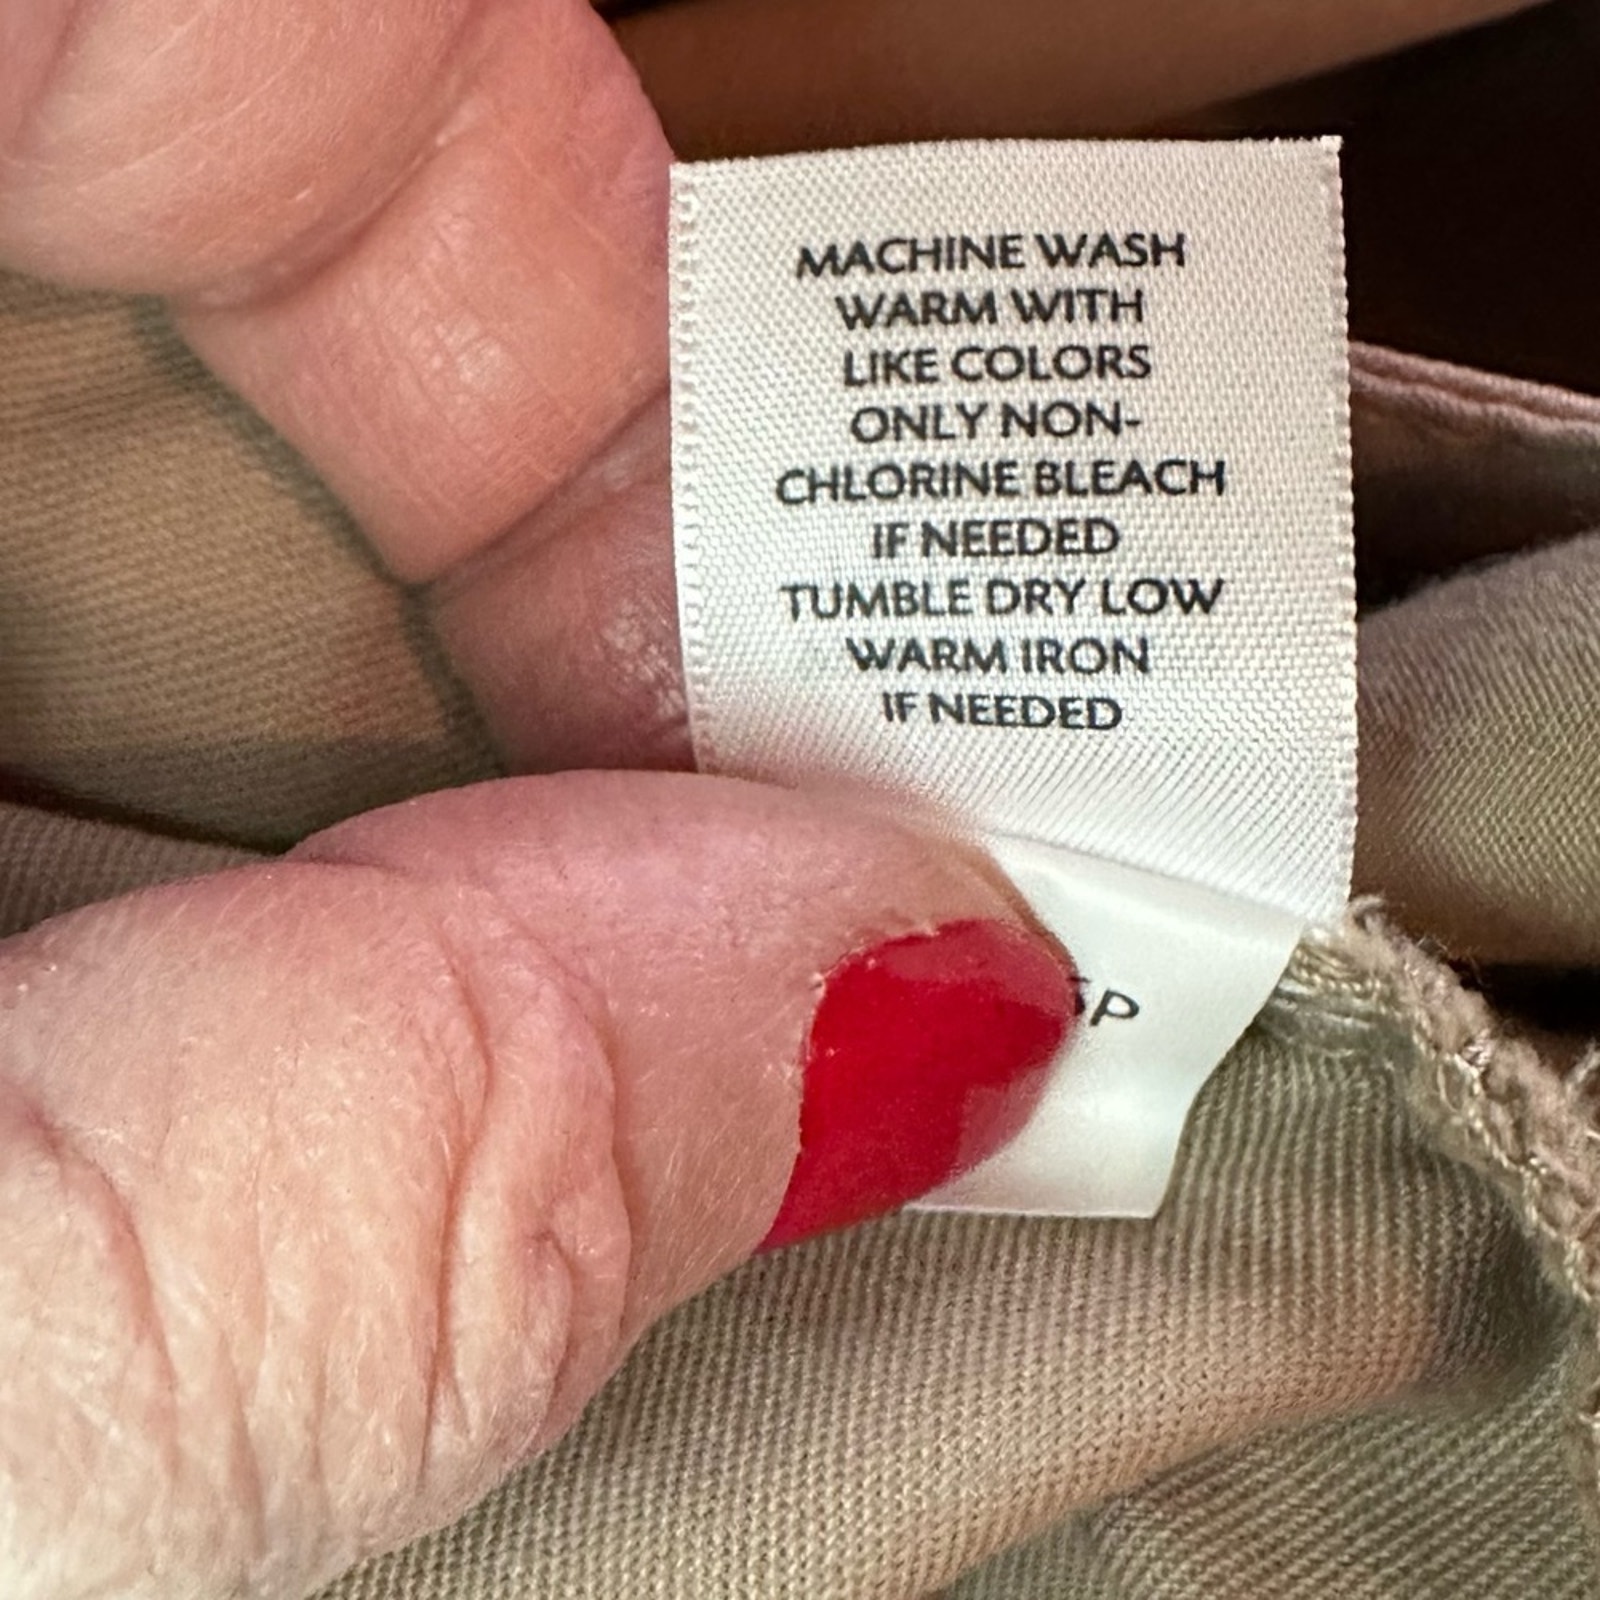 MACHINE WASH
WARM WITH
LIKE COLORS
ONLY NON-
CHLORINE BLEACH
IF NEEDED
TUMBLE DRY LOW
WARM IRON
IF NEEDED